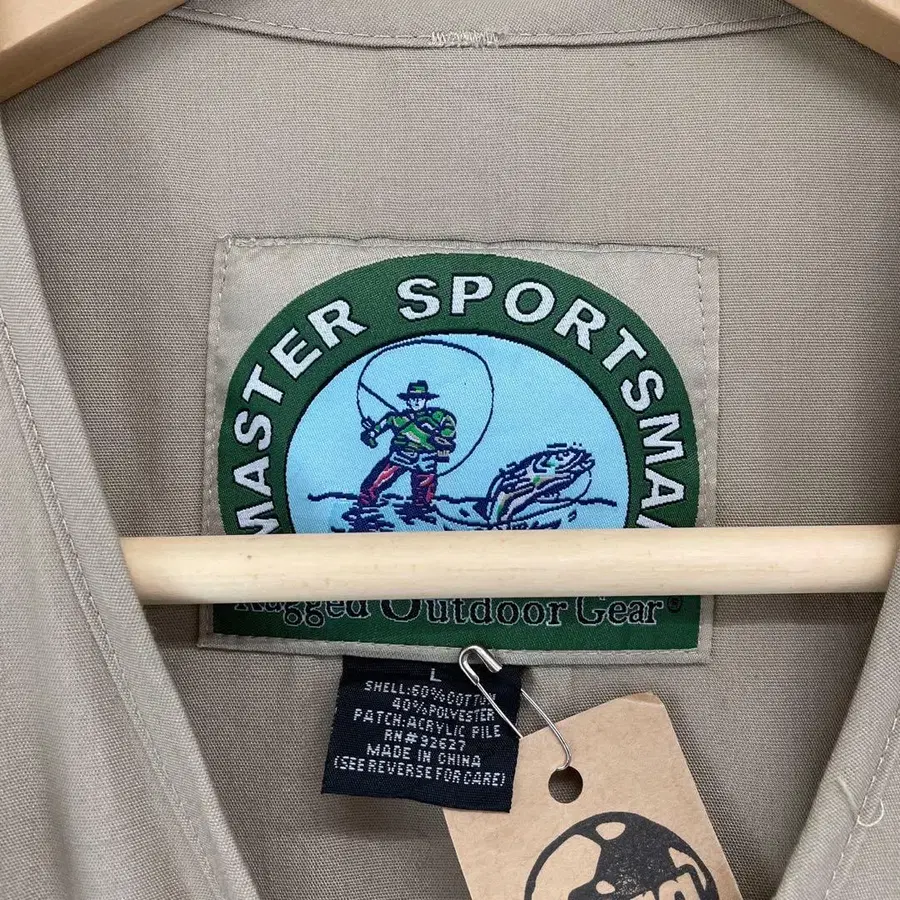 MASTER SPORTSMAN
Rugged Outdoor Gear®
L
SHELL:60%COTTON
40%POLYESTER
PATCH:ACRYLIC PILE
RN#92627
MADE IN CHINA
(SEE REVERSE FOR CARE)